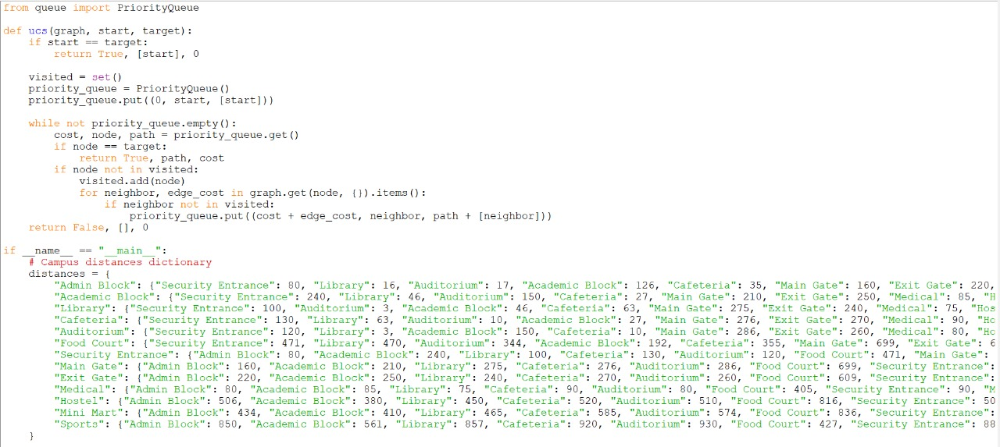 from queue import PriorityQueue
def ucs(graph, start, target):
    if start == target:
        return True, [start], 0
    visited = set()
    priority_queue = PriorityQueue()
    priority_queue.put((0, start, [start]))
    while not priority_queue.empty():
        cost, node, path = priority_queue.get()
        if node == target:
            return True, path, cost
        if node not in visited:
            visited.add(node)
            for neighbor, edge_cost in graph.get(node, {}).items():
                if neighbor not in visited:
                    priority_queue.put((cost + edge_cost, neighbor, path + [neighbor]))
    return False, [], 0
if __name__ == "__main__":
    # Campus distances dictionary
    distances = {
        "Admin Block": {"Security Entrance": 80, "Library": 16, "Auditorium": 17, "Academic Block": 126, "Cafeteria": 35, "Main Gate": 160, "Exit Gate": 220,
        "Academic Block": {"Security Entrance": 240, "Library": 46, "Auditorium": 150, "Cafeteria": 27, "Main Gate": 210, "Exit Gate": 250, "Medical": 85, "H
        "Library": {"Security Entrance": 100, "Auditorium": 3, "Academic Block": 46, "Cafeteria": 63, "Main Gate": 275, "Exit Gate": 240, "Medical": 75, "Hos
        "Cafeteria": {"Security Entrance": 130, "Library": 63, "Auditorium": 10, "Academic Block": 27, "Main Gate": 276, "Exit Gate": 270, "Medical": 90, "Ho
        "Auditorium": {"Security Entrance": 120, "Library": 3, "Academic Block": 150, "Cafeteria": 10, "Main Gate": 286, "Exit Gate": 260, "Medical": 80, "Ho
        "Food Court": {"Security Entrance": 471, "Library": 470, "Auditorium": 344, "Academic Block": 192, "Cafeteria": 355, "Main Gate": 699, "Exit Gate": 6
        "Security Entrance": {"Admin Block": 80, "Academic Block": 240, "Library": 100, "Cafeteria": 130, "Auditorium": 120, "Food Court": 471, "Main Gate":
        "Main Gate": {"Admin Block": 160, "Academic Block": 210, "Library": 275, "Cafeteria": 276, "Auditorium": 286, "Food Court": 699, "Security Entrance":
        "Exit Gate": {"Admin Block": 220, "Academic Block": 250, "Library": 240, "Cafeteria": 270, "Auditorium": 260, "Food Court": 609, "Security Entrance":
        "Medical": {"Admin Block": 80, "Academic Block": 85, "Library": 75, "Cafeteria": 90, "Auditorium": 80, "Food Court": 405, "Security Entrance": 90, "M
        "Hostel": {"Admin Block": 506, "Academic Block": 380, "Library": 450, "Cafeteria": 520, "Auditorium": 510, "Food Court": 816, "Security Entrance": 50
        "Mini Mart": {"Admin Block": 434, "Academic Block": 410, "Library": 465, "Cafeteria": 585, "Auditorium": 574, "Food Court": 836, "Security Entrance":
        "Sports": {"Admin Block": 850, "Academic Block": 561, "Library": 857, "Cafeteria": 920, "Auditorium": 930, "Food Court": 427, "Security Entrance": 88
    }